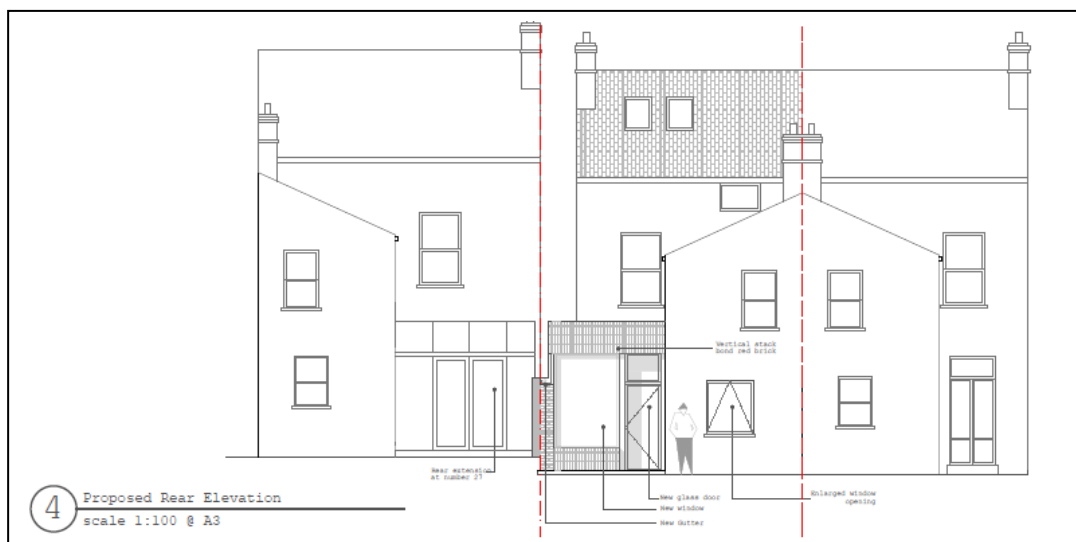 Vertical stack
bond red brick
Rear extension
at number 27
New glass door
New window
New Gutter
Enlarged window
opening
4
Proposed Rear Elevation
scale 1:100 @ A3